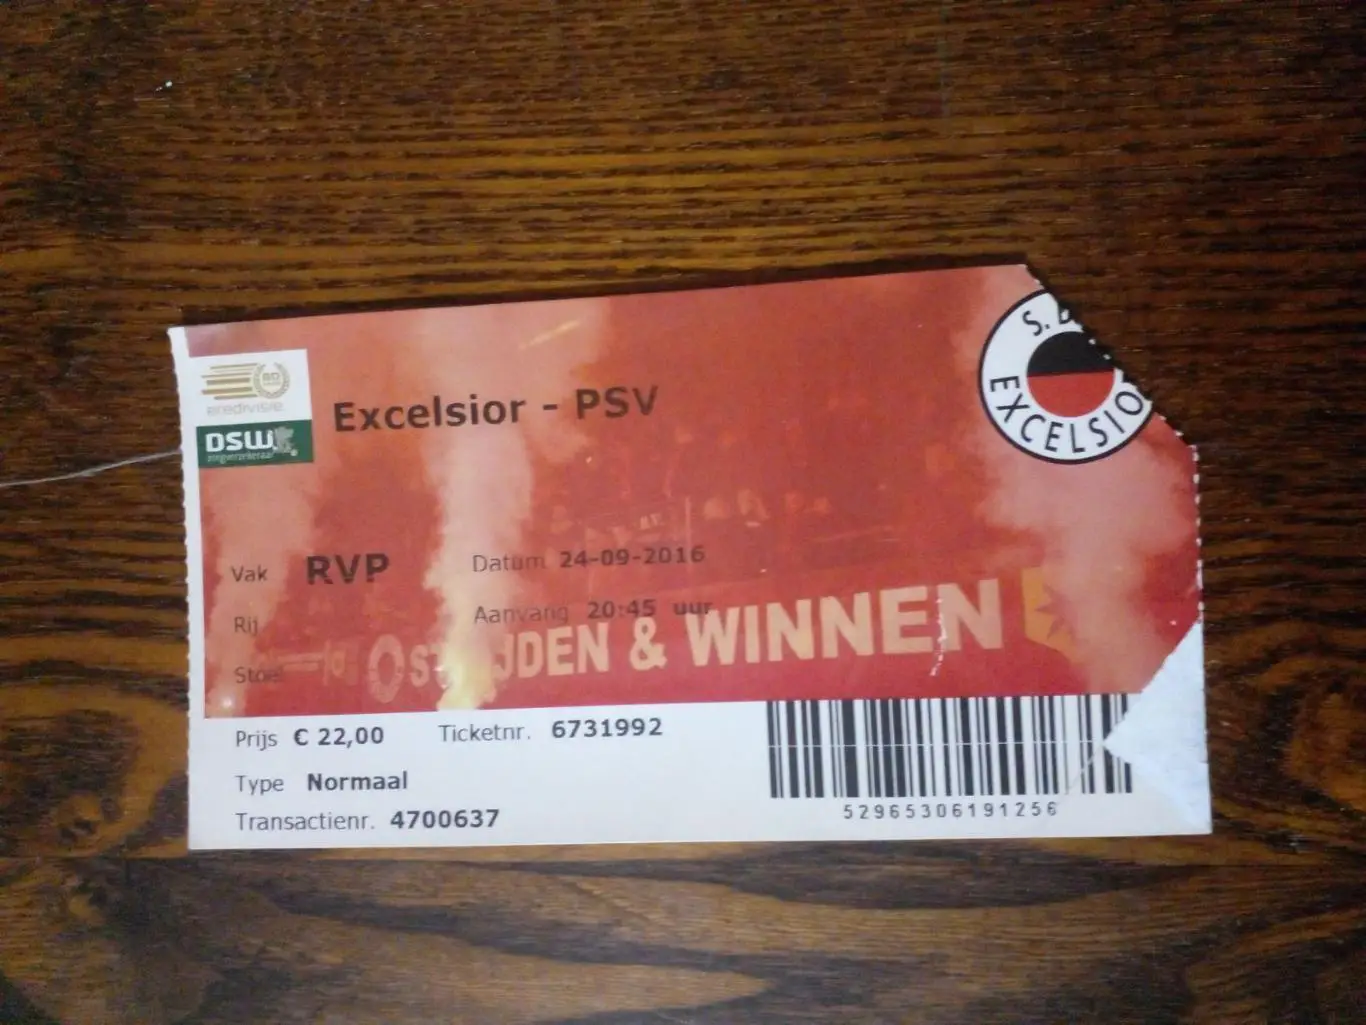 eredivisie
DSW
zorgverzekeraar
Excelsior - PSV
S.
EXCELSIO
Vak RVP
Datum 24-09-2016
Rij
Aanvang 20:45 uur
Stoel
& WINNEN
Prijs € 22,00
Ticketnr. 6731992
Type Normaal
Transactienr. 4700637
52965306191256